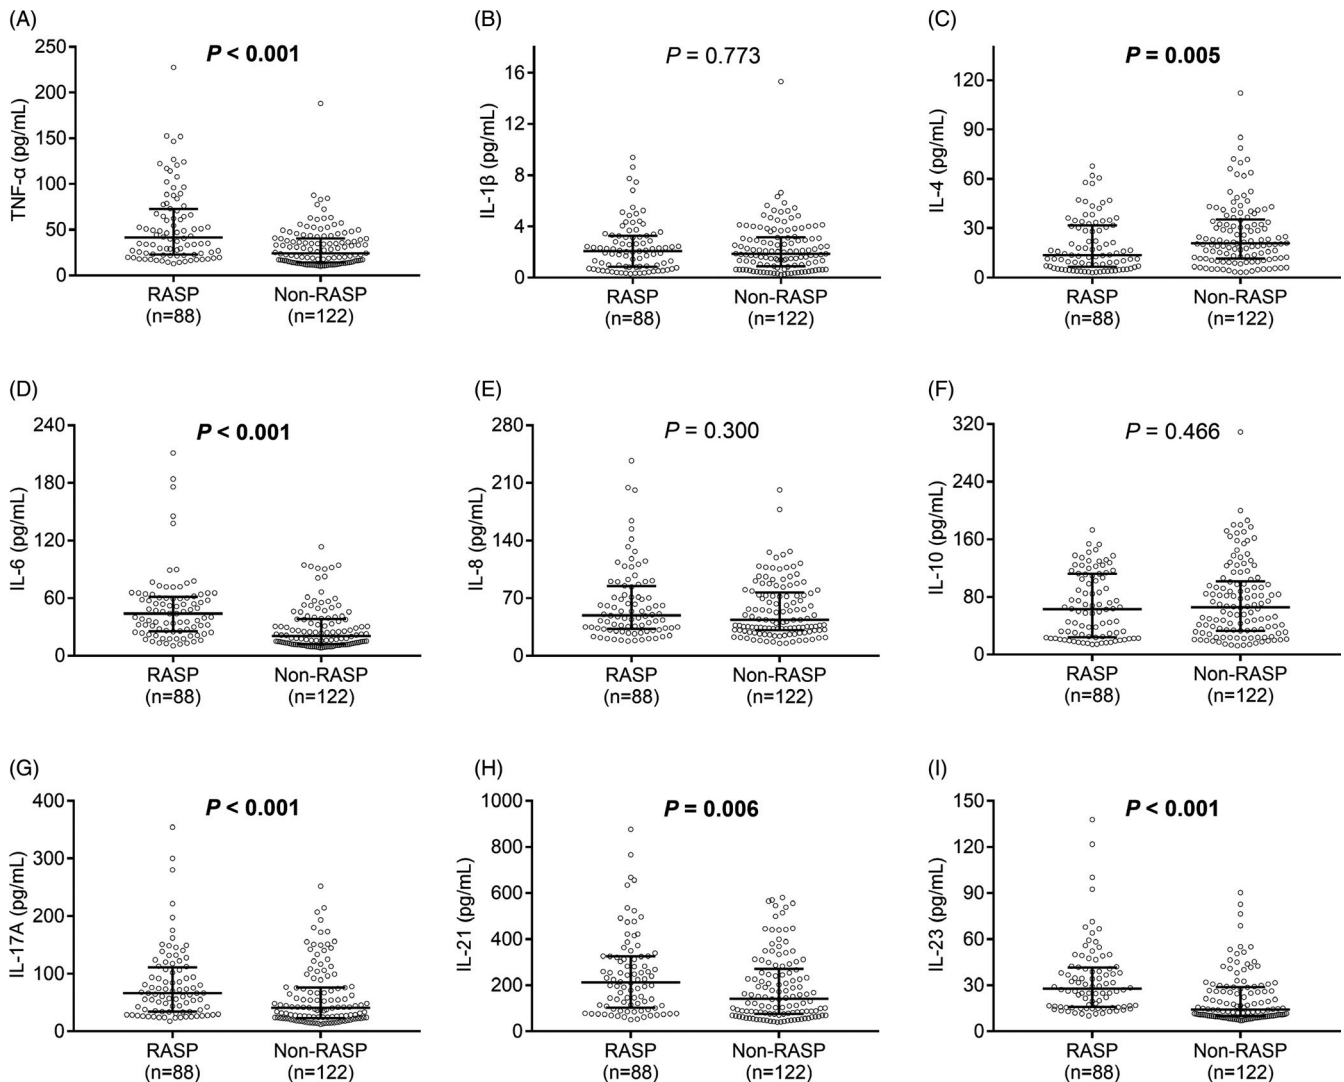 (A)
P < 0.001
TNF-α (pg/mL)
250
200
150
100
50
0
RASP
(n=88)
Non-RASP
(n=122)
(B)
P = 0.773
IL-1β (pg/mL)
16
12
8
4
0
RASP
(n=88)
Non-RASP
(n=122)
(C)
P = 0.005
IL-4 (pg/mL)
120
90
60
30
0
RASP
(n=88)
Non-RASP
(n=122)
(D)
P < 0.001
IL-6 (pg/mL)
240
180
120
60
0
RASP
(n=88)
Non-RASP
(n=122)
(E)
P = 0.300
IL-8 (pg/mL)
280
210
140
70
0
RASP
(n=88)
Non-RASP
(n=122)
(F)
P = 0.466
IL-10 (pg/mL)
320
240
160
80
0
RASP
(n=88)
Non-RASP
(n=122)
(G)
P < 0.001
IL-17A (pg/mL)
400
300
200
100
0
RASP
(n=88)
Non-RASP
(n=122)
(H)
P = 0.006
IL-21 (pg/mL)
1000
800
600
400
200
0
RASP
(n=88)
Non-RASP
(n=122)
(I)
P < 0.001
IL-23 (pg/mL)
150
120
90
60
30
0
RASP
(n=88)
Non-RASP
(n=122)